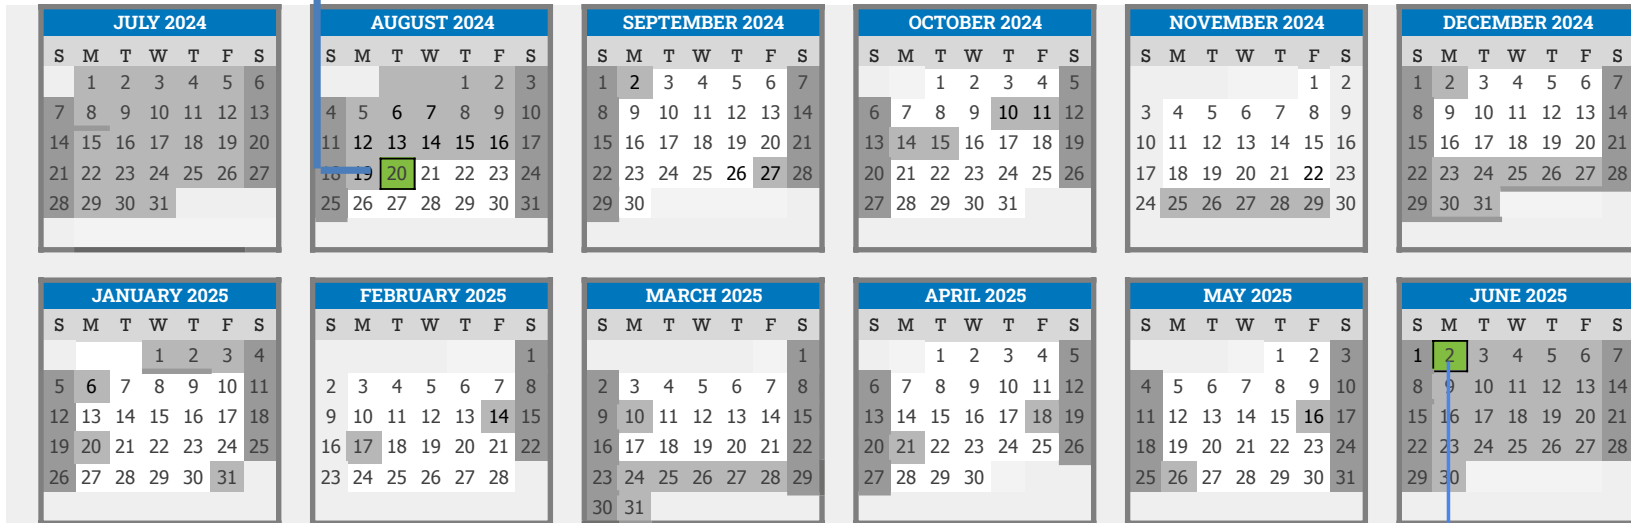 JULY 2024
S M T W T F S
1 2 3 4 5 6
7 8 9 10 11 12 13
14 15 16 17 18 19 20
21 22 23 24 25 26 27
28 29 30 31
AUGUST 2024
S M T W T F S
1 2 3
4 5 6 7 8 9 10
11 12 13 14 15 16 17
18 19 20 21 22 23 24
25 26 27 28 29 30 31
SEPTEMBER 2024
S M T W T F S
1 2 3 4 5 6 7
8 9 10 11 12 13 14
15 16 17 18 19 20 21
22 23 24 25 26 27 28
29 30
OCTOBER 2024
S M T W T F S
1 2 3 4 5
6 7 8 9 10 11 12
13 14 15 16 17 18 19
20 21 22 23 24 25 26
27 28 29 30 31
NOVEMBER 2024
S M T W T F S
1 2
3 4 5 6 7 8 9
10 11 12 13 14 15 16
17 18 19 20 21 22 23
24 25 26 27 28 29 30
DECEMBER 2024
S M T W T F S
1 2 3 4 5 6 7
8 9 10 11 12 13 14
15 16 17 18 19 20 21
22 23 24 25 26 27 28
29 30 31
JANUARY 2025
S M T W T F S
1 2 3 4
5 6 7 8 9 10 11
12 13 14 15 16 17 18
19 20 21 22 23 24 25
26 27 28 29 30 31
FEBRUARY 2025
S M T W T F S
1
2 3 4 5 6 7 8
9 10 11 12 13 14 15
16 17 18 19 20 21 22
23 24 25 26 27 28
MARCH 2025
S M T W T F S
1
2 3 4 5 6 7 8
9 10 11 12 13 14 15
16 17 18 19 20 21 22
23 24 25 26 27 28 29
30 31
APRIL 2025
S M T W T F S
1 2 3 4 5
6 7 8 9 10 11 12
13 14 15 16 17 18 19
20 21 22 23 24 25 26
27 28 29 30
MAY 2025
S M T W T F S
1 2 3
4 5 6 7 8 9 10
11 12 13 14 15 16 17
18 19 20 21 22 23 24
25 26 27 28 29 30 31
JUNE 2025
S M T W T F S
1 2 3 4 5 6 7
8 9 10 11 12 13 14
15 16 17 18 19 20 21
22 23 24 25 26 27 28
29 30